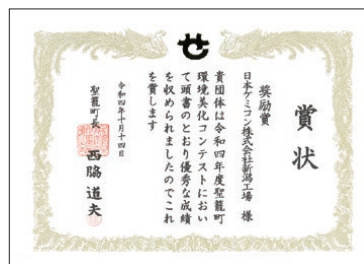 賞状
奨励賞
日本ケミコン株式会社新潟工場 様
貴団体は令和四年度聖籠町
環境美化コンテストにおい
て頭書のとおり優秀な成績
を収められましたのでこれ
を賞します
令和四年十月十四日
聖籠町長 西脇 道夫